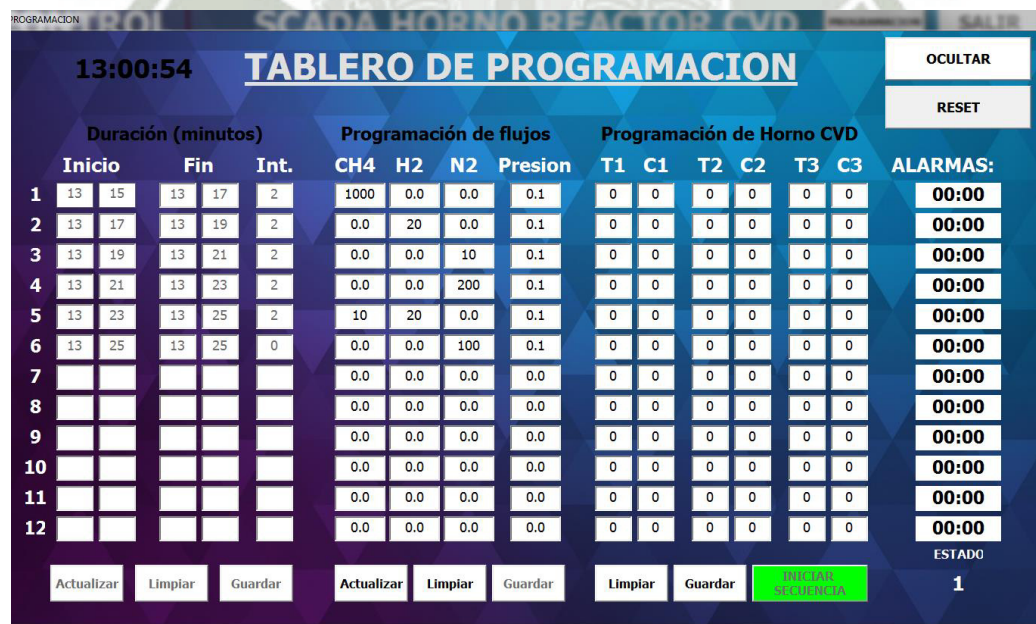 PROGRAMACION
CONTROL SCADA HORNO REACTOR CVD PROGRAMACION SALIR
13:00:54 TABLERO DE PROGRAMACION OCULTAR
RESET
Duración (minutos) Programación de flujos Programación de Horno CVD
Inicio Fin Int. CH4 H2 N2 Presion T1 C1 T2 C2 T3 C3 ALARMAS:
1 13 15 13 17 2 1000 0.0 0.0 0.1 0 0 0 0 0 0 00:00
2 13 17 13 19 2 0.0 20 0.0 0.1 0 0 0 0 0 0 00:00
3 13 19 13 21 2 0.0 0.0 10 0.1 0 0 0 0 0 0 00:00
4 13 21 13 23 2 0.0 0.0 200 0.1 0 0 0 0 0 0 00:00
5 13 23 13 25 2 10 20 0.0 0.1 0 0 0 0 0 0 00:00
6 13 25 13 25 0 0.0 0.0 100 0.1 0 0 0 0 0 0 00:00
7 0.0 0.0 0.0 0.0 0 0 0 0 0 0 00:00
8 0.0 0.0 0.0 0.0 0 0 0 0 0 0 00:00
9 0.0 0.0 0.0 0.0 0 0 0 0 0 0 00:00
10 0.0 0.0 0.0 0.0 0 0 0 0 0 0 00:00
11 0.0 0.0 0.0 0.0 0 0 0 0 0 0 00:00
12 0.0 0.0 0.0 0.0 0 0 0 0 0 0 00:00
ESTADO
Actualizar Limpiar Guardar Actualizar Limpiar Guardar Limpiar Guardar INICIAR SECUENCIA 1